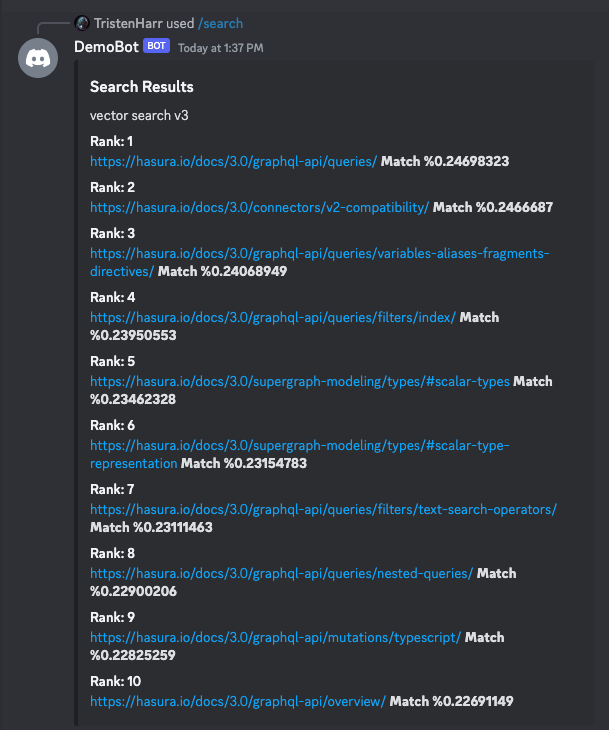 TristenHarr used /search
DemoBot BOT Today at 1:37 PM
Search Results
vector search v3
Rank: 1
https://hasura.io/docs/3.0/graphql-api/queries/ Match %0.24698323
Rank: 2
https://hasura.io/docs/3.0/connectors/v2-compatibility/ Match %0.2466687
Rank: 3
https://hasura.io/docs/3.0/graphql-api/queries/variables-aliases-fragments-
directives/ Match %0.24068949
Rank: 4
https://hasura.io/docs/3.0/graphql-api/queries/filters/index/ Match
%0.23950553
Rank: 5
https://hasura.io/docs/3.0/supergraph-modeling/types/#scalar-types Match
%0.23462328
Rank: 6
https://hasura.io/docs/3.0/supergraph-modeling/types/#scalar-type-
representation Match %0.23154783
Rank: 7
https://hasura.io/docs/3.0/graphql-api/queries/filters/text-search-operators/
Match %0.23111463
Rank: 8
https://hasura.io/docs/3.0/graphql-api/queries/nested-queries/ Match
%0.22900206
Rank: 9
https://hasura.io/docs/3.0/graphql-api/mutations/typescript/ Match
%0.22825259
Rank: 10
https://hasura.io/docs/3.0/graphql-api/overview/ Match %0.22691149